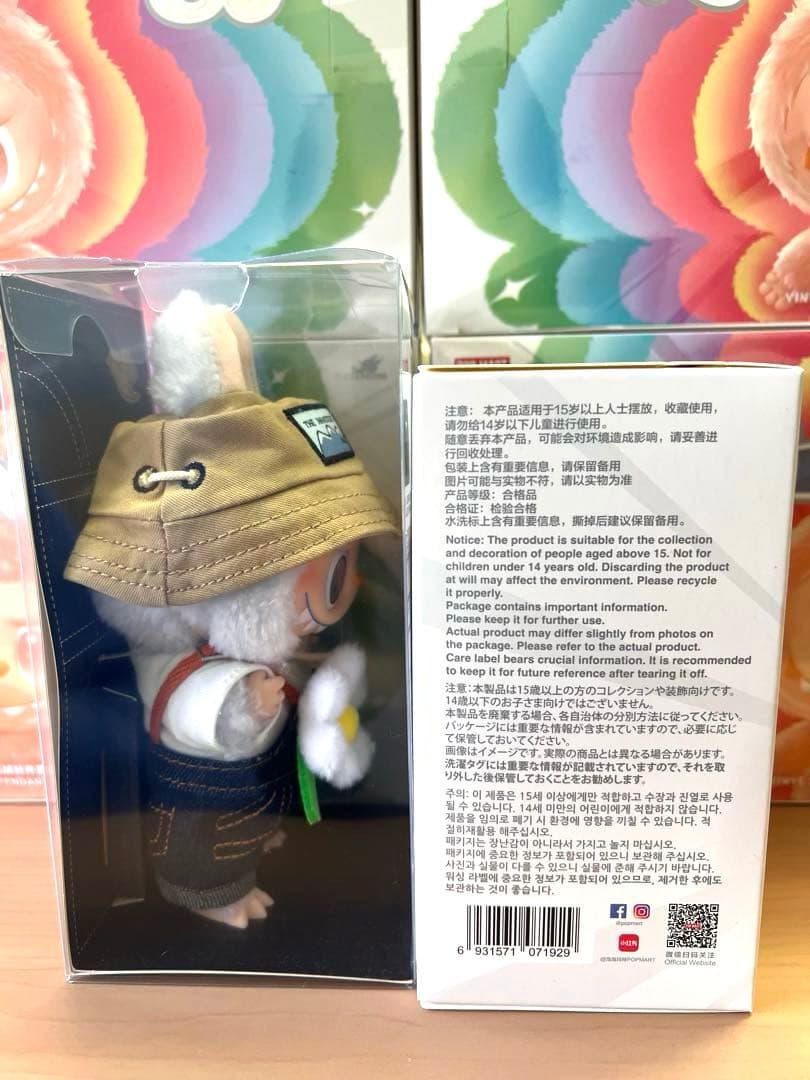 VIN
POP MART
THE MONSTERS
PENDAN
VINYL
注意： 本产品适用于15岁以上人士摆放，收藏使用，
请勿给14岁以下儿童进行使用。
随意丢弃本产品，可能会对环境造成影响，请妥善进
行回收处理。
包装上含有重要信息，请保留备用
图片可能与实物不符，请以实物为准
产品等级：合格品
合格证：检验合格
水洗标上含有重要信息，撕掉后建议保留备用。
Notice: The product is suitable for the collection
and decoration of people aged above 15. Not for
children under 14 years old. Discarding the product
at will may affect the environment. Please recycle
it properly.
Package contains important information.
Please keep it for further use.
Actual product may differ slightly from photos on
the package. Please refer to the actual product.
Care label bears crucial information. It is recommended
to keep it for future reference after tearing it off.
注意：本製品は15歳以上の方のコレクションや装飾向けです。
14歳以下のお子さま向けではございません。
本製品を廃棄する場合、各自治体の分別方法に従ってください。
パッケージには重要な情報が含まれていますので、必要に応じ
て保管しておいてください。
画像はイメージです。実際の商品とは異なる場合があります。
洗濯タグには重要な情報が記載されていますので、それを取
り外した後保管しておくことをお勧めします。
주의: 이 제품은 15세 이상에게만 적합하고 수장과 진열로 사용
될 수 있습니다. 14세 미만의 어린이에게 적합하지 않습니다.
제품을 임의로 폐기 시 환경에 영향을 끼칠 수 있습니다. 적
절히재활용 해주십시오.
패키지는 장난감이 아니라서 가지고 놀지 마십시오.
패키지에 중요한 정보가 포함되어 있으니 보관해 주십시오.
사진과 실물이 다를 수 있으니 실물에 준해 주시기 바랍니다.
워싱 라벨에 중요한 정보가 포함되어 있으므로, 제거한 후에도
보관하는 것이 좋습니다.
6 931571 071929
@popmart
小红书
@泡泡玛特POPMART
微信扫码关注
Official Website